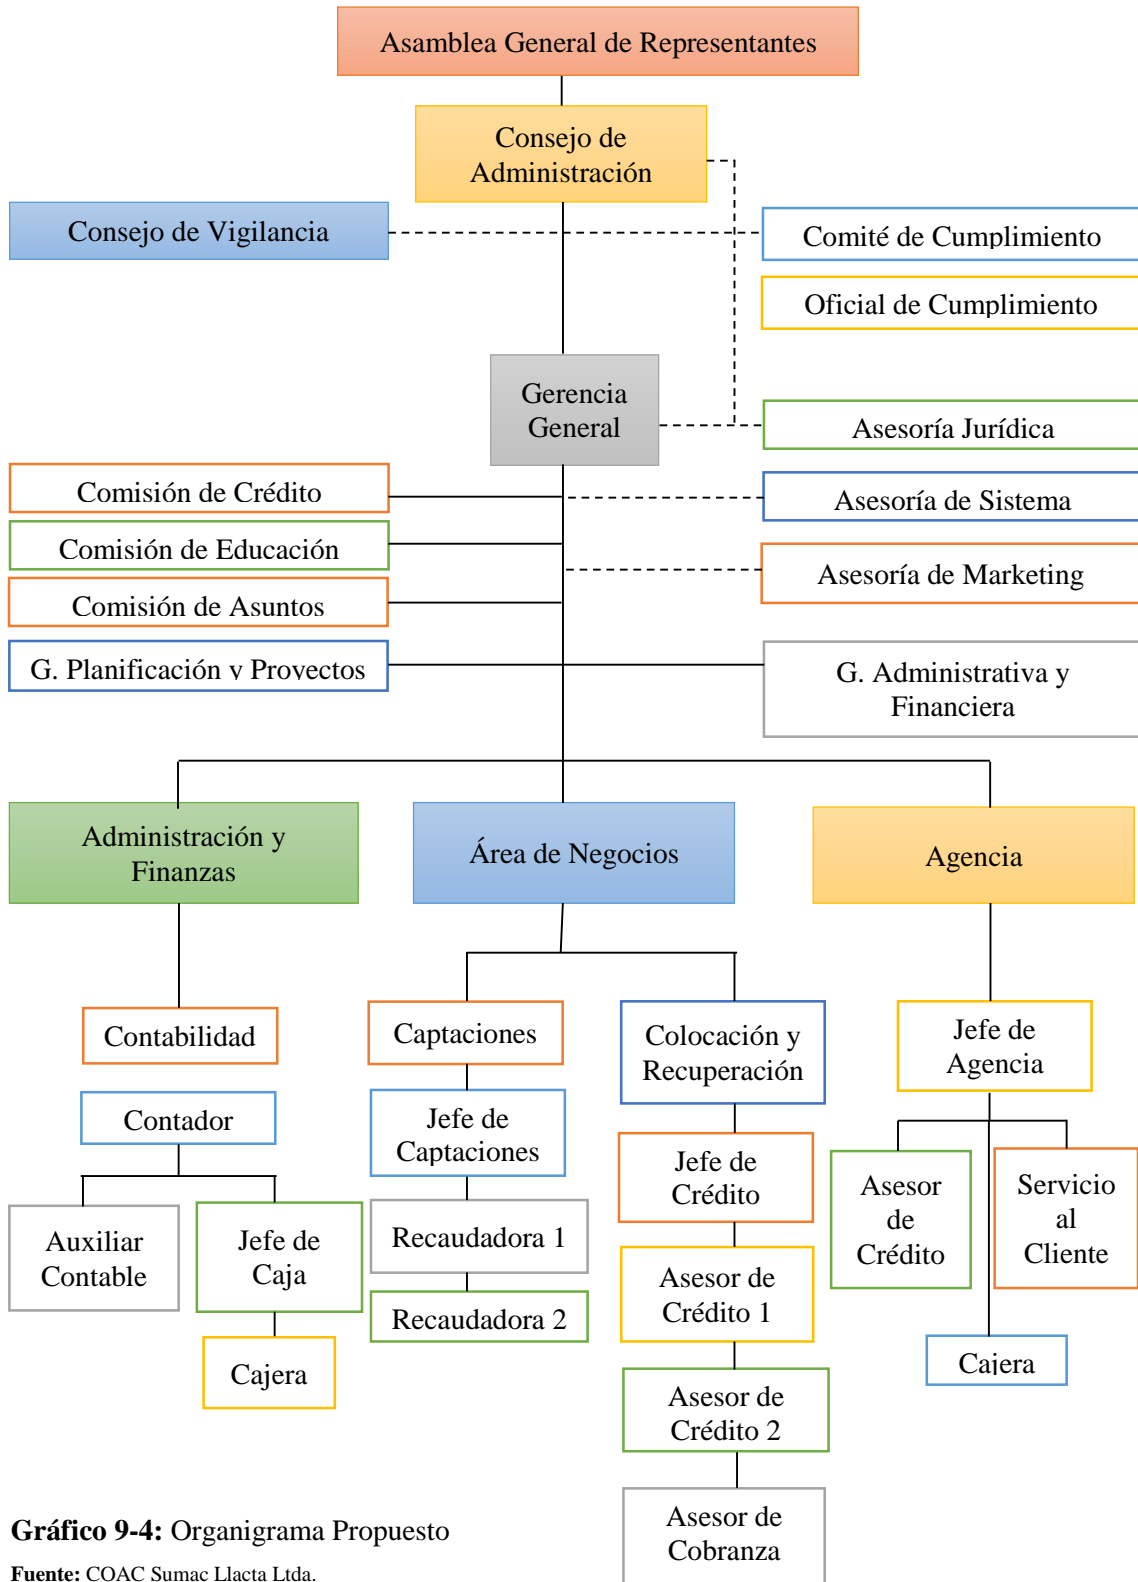 Asamblea General de Representantes
Consejo de
Administración
Consejo de Vigilancia
Comité de Cumplimiento
Oficial de Cumplimiento
Gerencia
General
Asesoría Jurídica
Comisión de Crédito
Asesoría de Sistema
Comisión de Educación
Asesoría de Marketing
Comisión de Asuntos
G. Planificación y Proyectos
G. Administrativa y
Financiera
Administración y
Finanzas
Área de Negocios
Agencia
Contabilidad
Captaciones
Colocación y
Recuperación
Jefe de
Agencia
Contador
Jefe de
Captaciones
Jefe de
Crédito
Asesor
de
Crédito
Servicio
al
Cliente
Auxiliar
Contable
Jefe de
Caja
Recaudadora 1
Asesor de
Crédito 1
Recaudadora 2
Cajera
Cajera
Asesor de
Crédito 2
Asesor de
Cobranza
Gráfico 9-4: Organigrama Propuesto
Fuente: COAC Sumac Llacta Ltda.